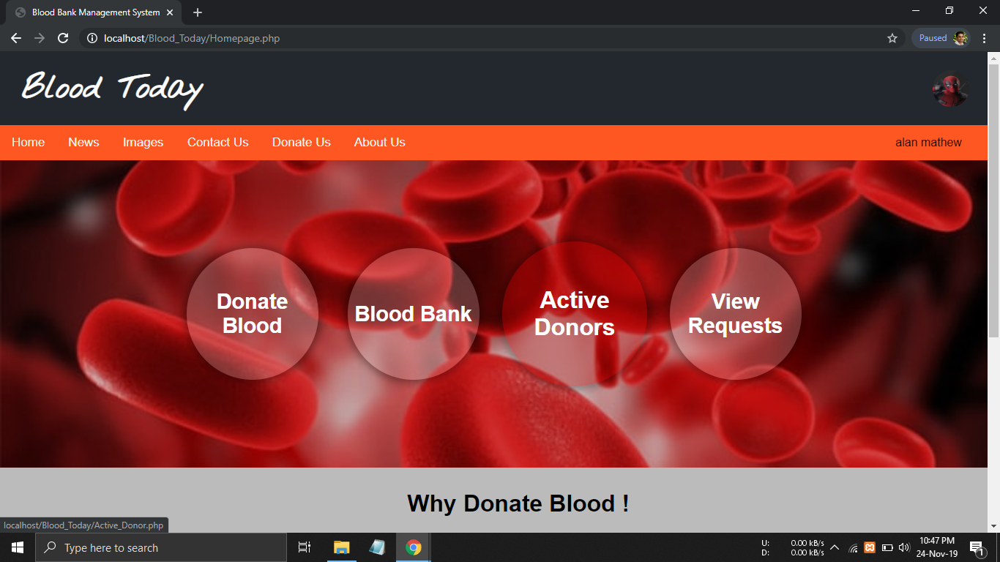 Blood Bank Management System
localhost/Blood_Today/Homepage.php
Paused
Blood Today
Home News Images Contact Us Donate Us About Us alan mathew
Donate
Blood
Blood Bank
Active
Donors
View
Requests
Why Donate Blood !
localhost/Blood_Today/Active_Donor.php
Type here to search
U: 0.00 kB/s
D: 0.00 kB/s
10:47 PM
24-Nov-19
1